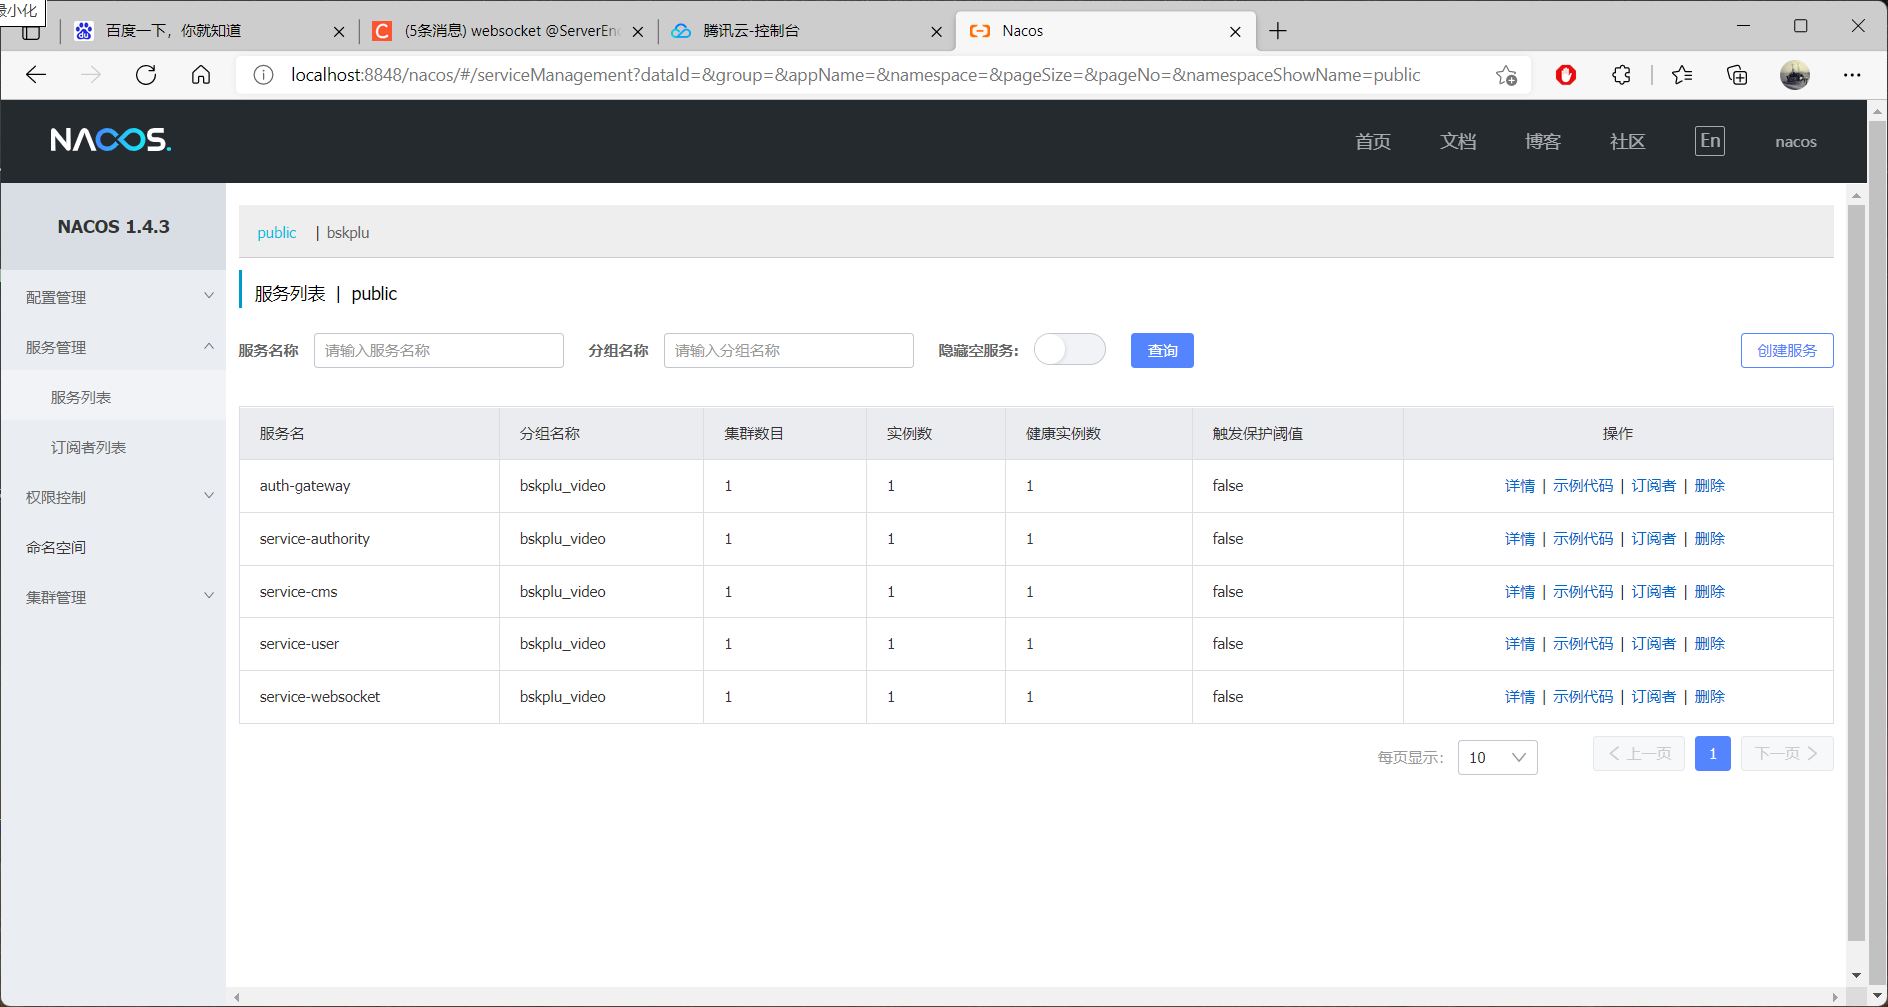 最小化
百度一下，你就知道
(5条消息) websocket @ServerEn
腾讯云-控制台
Nacos
localhost:8848/nacos/#/serviceManagement?dataId=&group=&appName=&namespace=&pageSize=&pageNo=&namespaceShowName=public
NACOS.
首页
文档
博客
社区
En
nacos
NACOS 1.4.3
配置管理
服务管理
服务列表
订阅者列表
权限控制
命名空间
集群管理
public | bskplu
服务列表 | public
服务名称 请输入服务名称 分组名称 请输入分组名称 隐藏空服务: 查询 创建服务
服务名 分组名称 集群数目 实例数 健康实例数 触发保护阈值 操作
auth-gateway bskplu_video 1 1 1 false 详情 | 示例代码 | 订阅者 | 删除
service-authority bskplu_video 1 1 1 false 详情 | 示例代码 | 订阅者 | 删除
service-cms bskplu_video 1 1 1 false 详情 | 示例代码 | 订阅者 | 删除
service-user bskplu_video 1 1 1 false 详情 | 示例代码 | 订阅者 | 删除
service-websocket bskplu_video 1 1 1 false 详情 | 示例代码 | 订阅者 | 删除
每页显示: 10 上一页 1 下一页